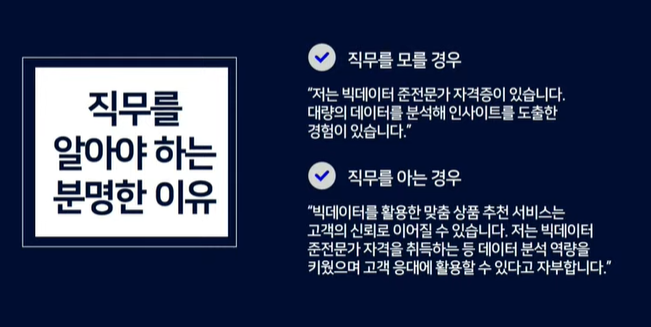 직무를
알아야 하는
분명한 이유
직무를 모를 경우
“저는 빅데이터 준전문가 자격증이 있습니다.
대량의 데이터를 분석해 인사이트를 도출한
경험이 있습니다.”
직무를 아는 경우
“빅데이터를 활용한 맞춤 상품 추천 서비스는
고객의 신뢰로 이어질 수 있습니다. 저는 빅데이터
준전문가 자격을 취득하는 등 데이터 분석 역량을
키웠으며 고객 응대에 활용할 수 있다고 자부합니다.”